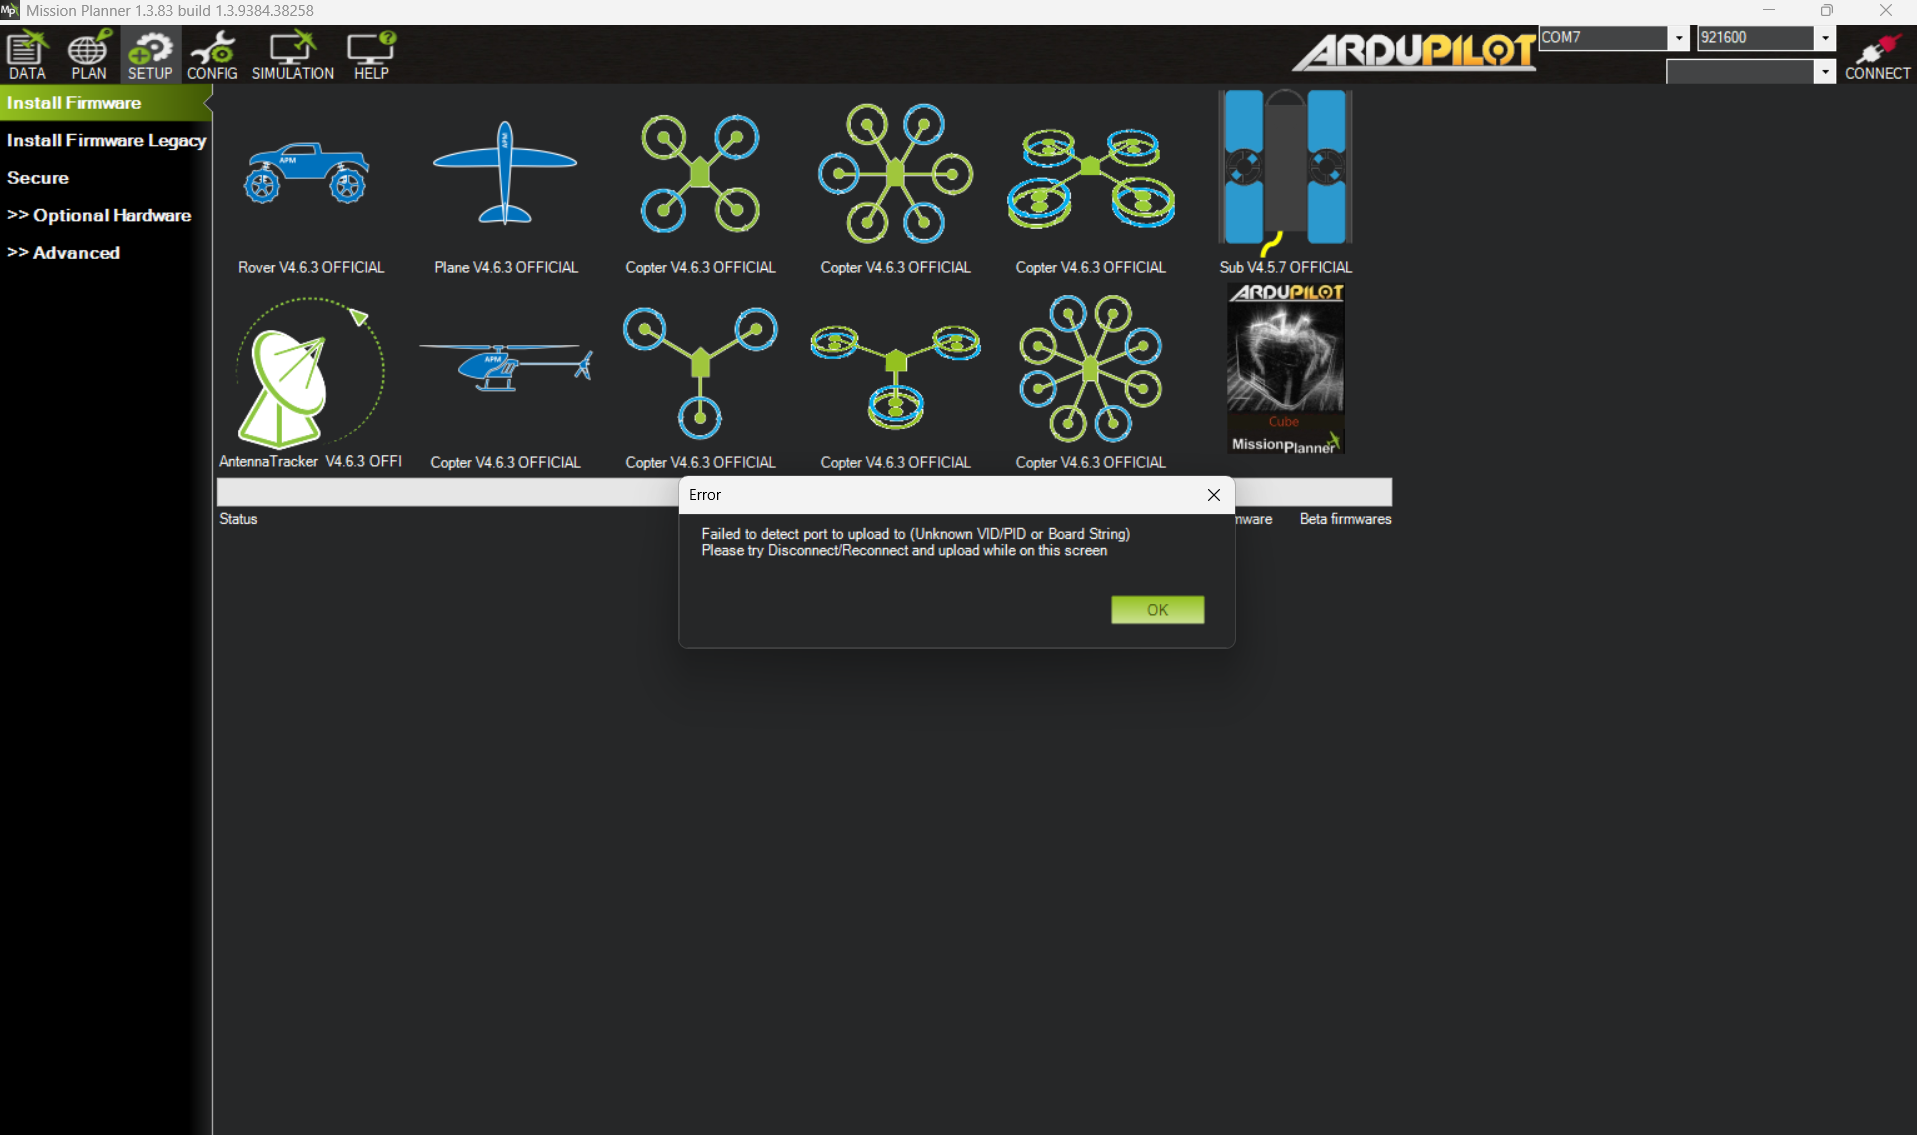 Mission Planner 1.3.83 build 1.3.9384.38258
DATA
PLAN
SETUP
CONFIG
SIMULATION
HELP
ARDUPILOT
COM7
921600
CONNECT
Install Firmware
Install Firmware Legacy
Secure
>> Optional Hardware
>> Advanced
APM
APM
Rover V4.6.3 OFFICIAL
Plane V4.6.3 OFFICIAL
Copter V4.6.3 OFFICIAL
Copter V4.6.3 OFFICIAL
Copter V4.6.3 OFFICIAL
Sub V4.5.7 OFFICIAL
APM
ARDUPILOT
Cube
MissionPlanner
AntennaTracker V4.6.3 OFFI
Copter V4.6.3 OFFICIAL
Copter V4.6.3 OFFICIAL
Copter V4.6.3 OFFICIAL
Copter V4.6.3 OFFICIAL
Status
mware
Beta firmwares
Error
Failed to detect port to upload to (Unknown VID/PID or Board String)
Please try Disconnect/Reconnect and upload while on this screen
OK